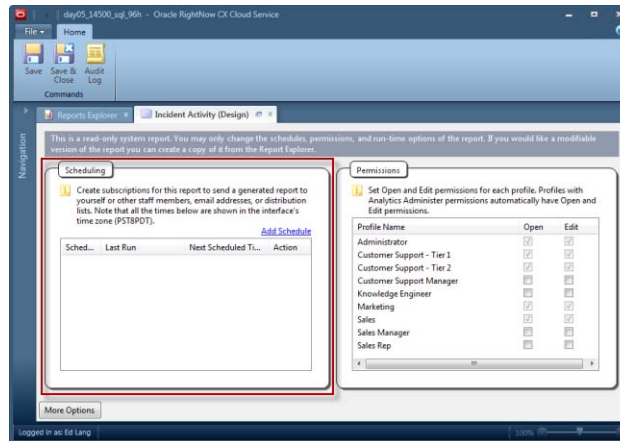 day05_14500_sql_96h - Oracle RightNow CX Cloud Service
File
Home
Save
Save & Close
Audit Log
Commands
Reports Explorer
Incident Activity (Design)
Navigation
This is a read-only system report. You may only change the schedules, permissions, and run-time options of the report. If you would like a modifiable
version of the report you can create a copy of it from the Report Explorer.
Scheduling
Create subscriptions for this report to send a generated report to
yourself or other staff members, email addresses, or distribution
lists. Note that all the times below are shown in the interface's
time zone (PST8PDT).
Add Schedule
Sched... Last Run Next Scheduled Ti... Action
Permissions
Set Open and Edit permissions for each profile. Profiles with
Analytics Administer permissions automatically have Open and
Edit permissions.
Profile Name Open Edit
Administrator
Customer Support - Tier 1
Customer Support - Tier 2
Customer Support Manager
Knowledge Engineer
Marketing
Sales
Sales Manager
Sales Rep
More Options
Logged in as: Ed Lang
100%